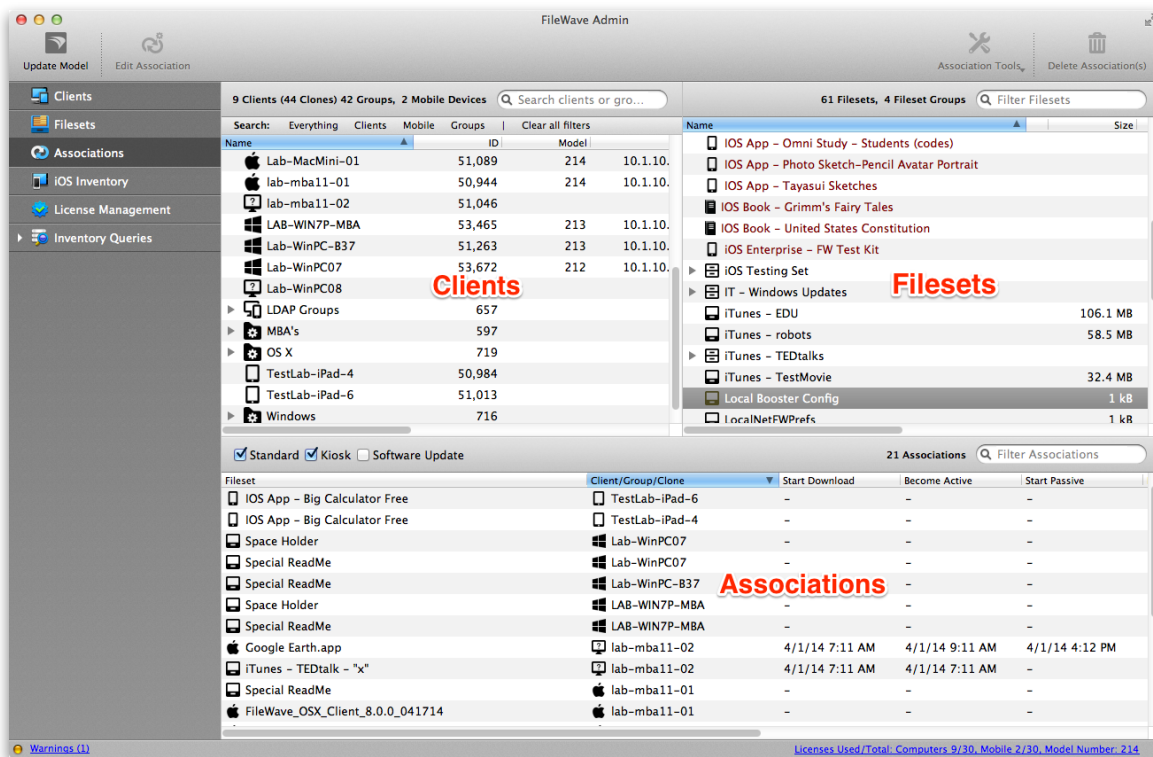 FileWave Admin
Update Model
Edit Association
Association Tools
Delete Association(s)
Clients
Filesets
Associations
iOS Inventory
License Management
Inventory Queries
9 Clients (44 Clones) 42 Groups, 2 Mobile Devices
Search clients or gro...
Search: Everything Clients Mobile Groups | Clear all filters
Name ID Model
Lab-MacMini-01 51,089 214 10.1.10.
lab-mba11-01 50,944 214 10.1.10.
lab-mba11-02 51,046
LAB-WIN7P-MBA 53,465 213 10.1.10.
Lab-WinPC-B37 51,263 213 10.1.10.
Lab-WinPC07 53,672 212 10.1.10.
Lab-WinPC08
Clients
LDAP Groups 657
MBA's 597
OS X 719
TestLab-iPad-4 50,984
TestLab-iPad-6 51,013
Windows 716
61 Filesets, 4 Fileset Groups
Filter Filesets
Name Size
IOS App - Omni Study - Students (codes)
IOS App - Photo Sketch-Pencil Avatar Portrait
IOS App - Tayasui Sketches
IOS Book - Grimm's Fairy Tales
IOS Book - United States Constitution
iOS Enterprise - FW Test Kit
iOS Testing Set
Filesets
IT - Windows Updates
iTunes - EDU 106.1 MB
iTunes - robots 58.5 MB
iTunes - TEDtalks
iTunes - TestMovie 32.4 MB
Local Booster Config 1 kB
LocalNetFWPrefs 1 kB
Standard Kiosk Software Update
21 Associations
Filter Associations
Fileset Client/Group/Clone Start Download Become Active Start Passive
IOS App - Big Calculator Free TestLab-iPad-6 - - -
IOS App - Big Calculator Free TestLab-iPad-4 - - -
Space Holder Lab-WinPC07 - - -
Special ReadMe Lab-WinPC07 - - -
Special ReadMe Lab-WinPC-B37 - -
Associations
Space Holder LAB-WIN7P-MBA - - -
Special ReadMe LAB-WIN7P-MBA - - -
Google Earth.app lab-mba11-02 4/1/14 7:11 AM 4/1/14 9:11 AM 4/1/14 4:12 PM
iTunes - TEDtalk - "x" lab-mba11-02 4/1/14 7:11 AM 4/1/14 7:11 AM -
Special ReadMe lab-mba11-01 - - -
FileWave_OSX_Client_8.0.0_041714 lab-mba11-01 - - -
Warnings (1)
Licenses Used/Total: Computers 9/30, Mobile 2/30, Model Number: 214